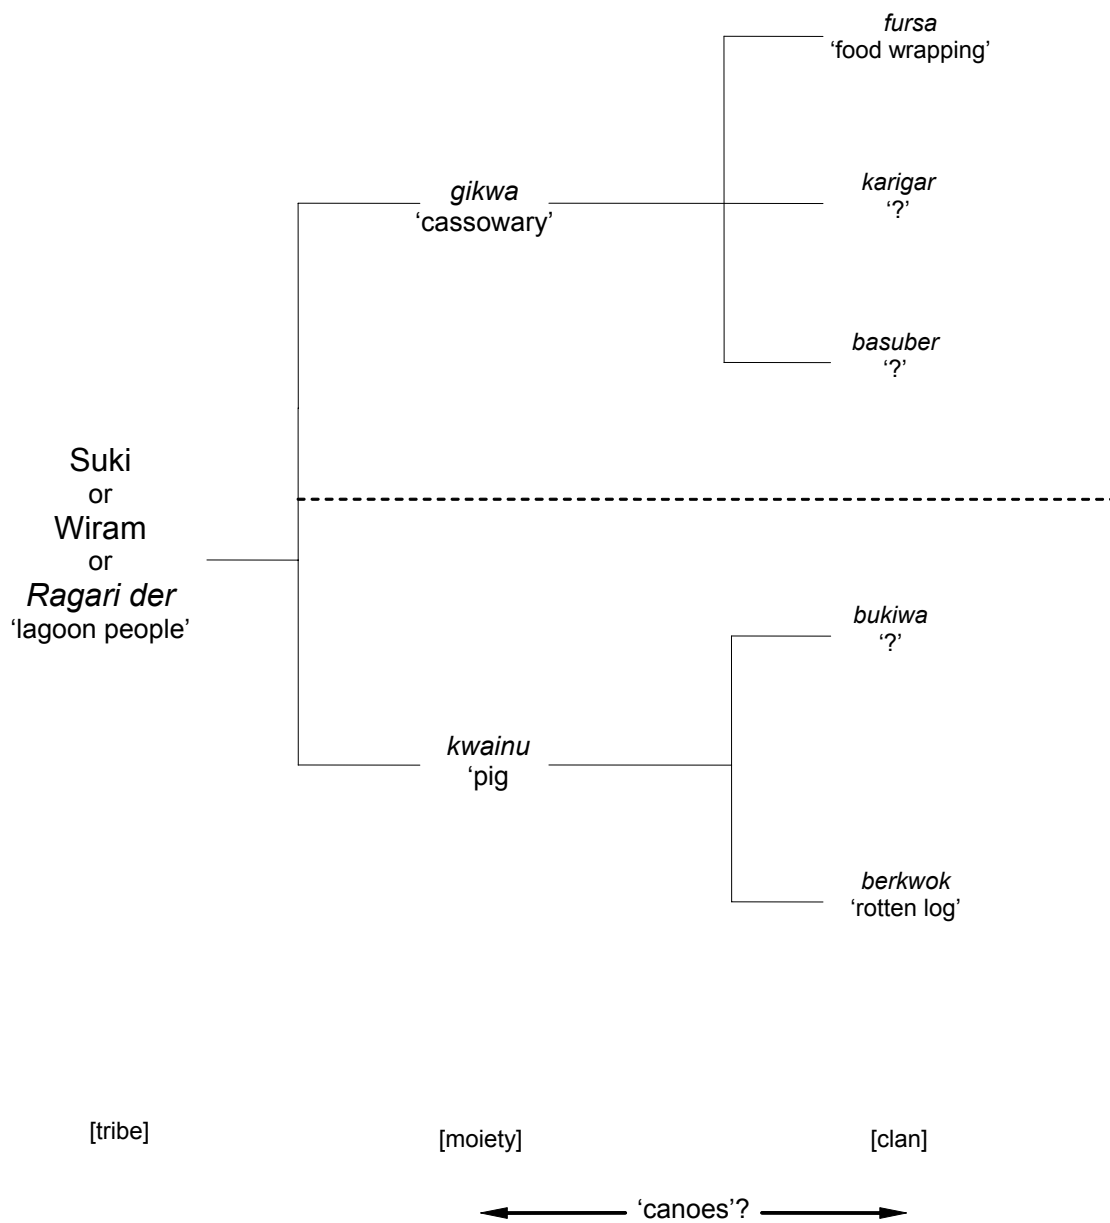 fursa
‘food wrapping’
gikwa
‘cassowary’
karigar
‘?’
basuber
‘?’
Suki
or
Wiram
or
Ragari der
‘lagoon people’
bukiwa
‘?’
kwainu
‘pig
berkwok
‘rotten log’
[tribe]
[moiety]
[clan]
‘canoes’?